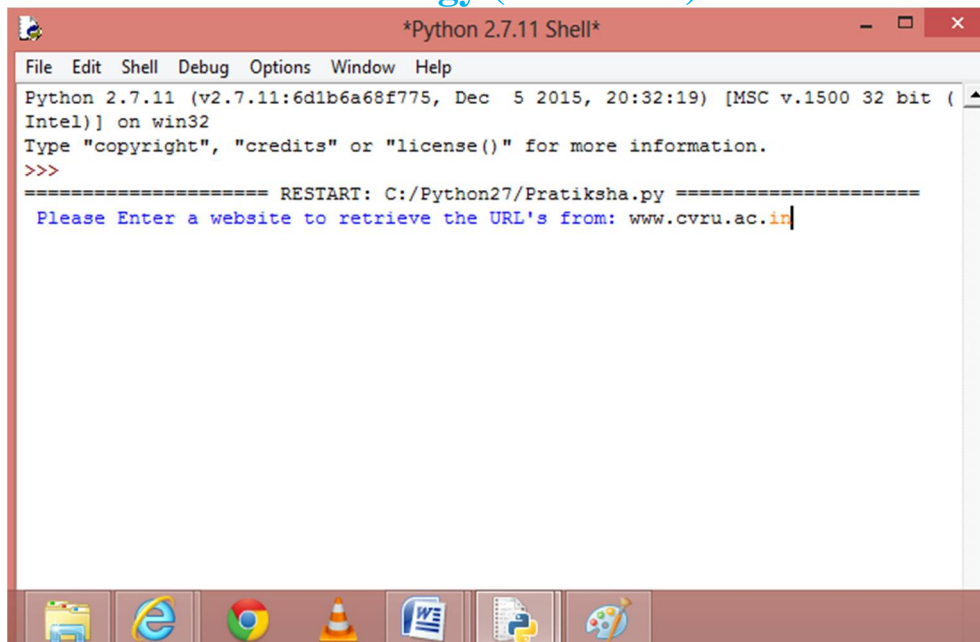 *Python 2.7.11 Shell*
File Edit Shell Debug Options Window Help
Python 2.7.11 (v2.7.11:6d1b6a68f775, Dec  5 2015, 20:32:19) [MSC v.1500 32 bit (
Intel)] on win32
Type "copyright", "credits" or "license()" for more information.
>>>
===================== RESTART: C:/Python27/Pratiksha.py =====================
Please Enter a website to retrieve the URL's from: www.cvru.ac.in